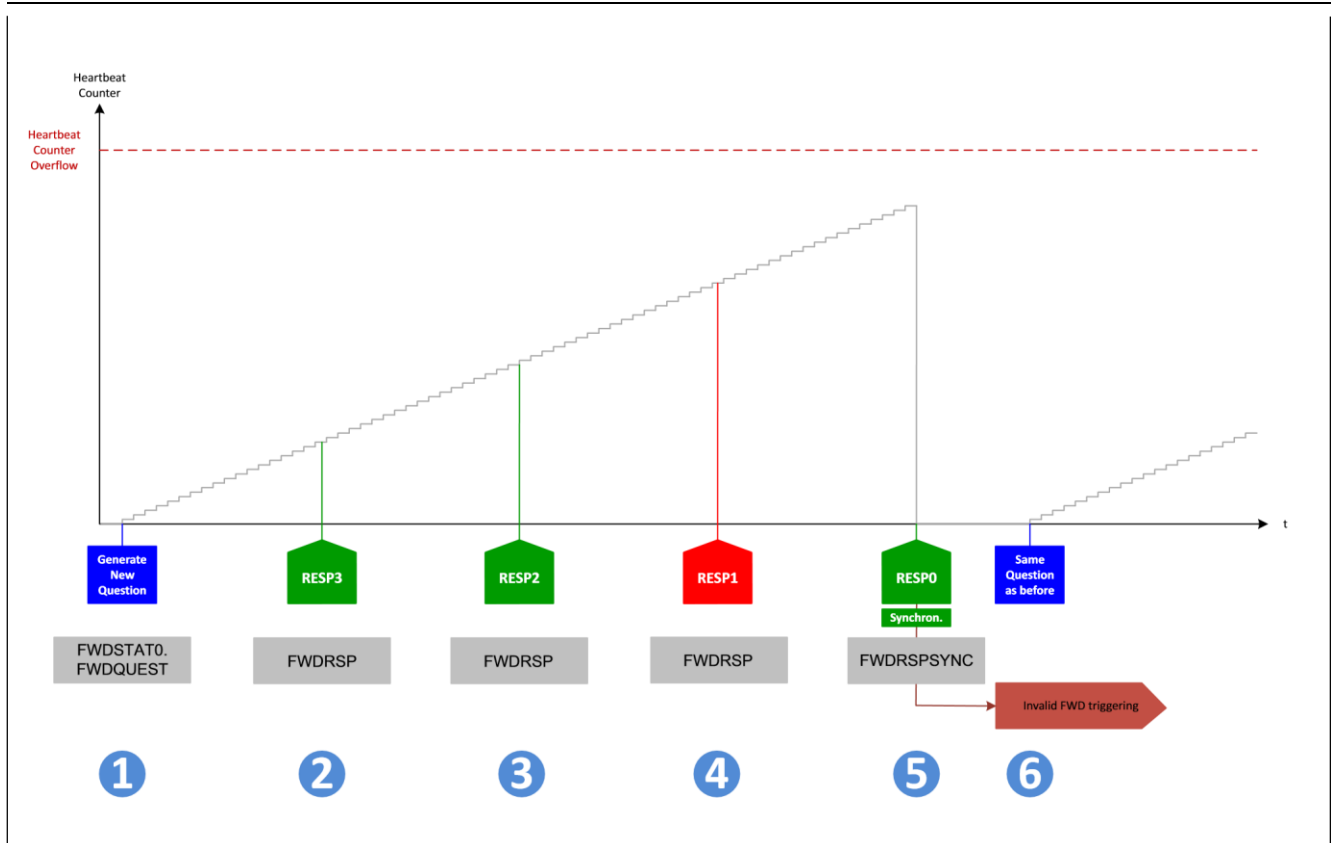 Heartbeat
Counter
Heartbeat
Counter
Overflow
t
Generate
New
Question
RESP3
RESP2
RESP1
RESP0
Same
Question
as before
Synchron.
FWDSTAT0.
FWDQUEST
FWDRSP
FWDRSP
FWDRSP
FWDRSPSYNC
Invalid FWD triggering
1
2
3
4
5
6